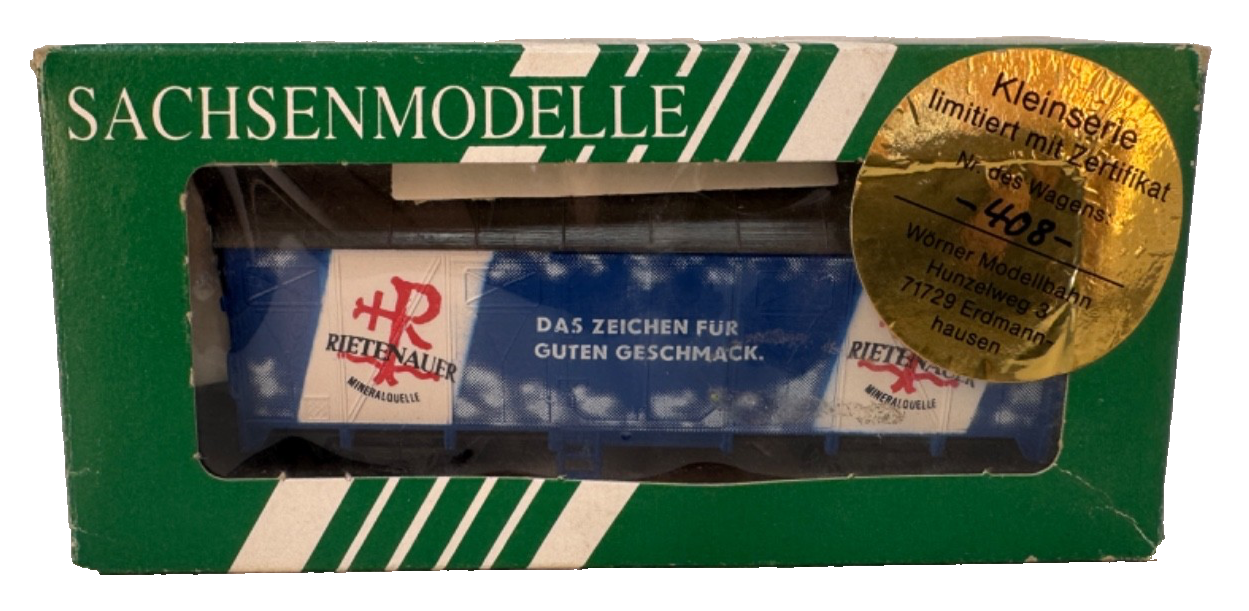 SACHSENMODELLE
Kleinserie
limitiert mit Zertifikat
Nr. des Wagens:
-408-
Wörner Modellbahn
Hunzelweg 3
71729 Erdmann-
hausen
RIETENAUER
MINERALQUELLE
DAS ZEICHEN FÜR
GUTEN GESCHMACK.
RIETENAUER
MINERALQUELLE